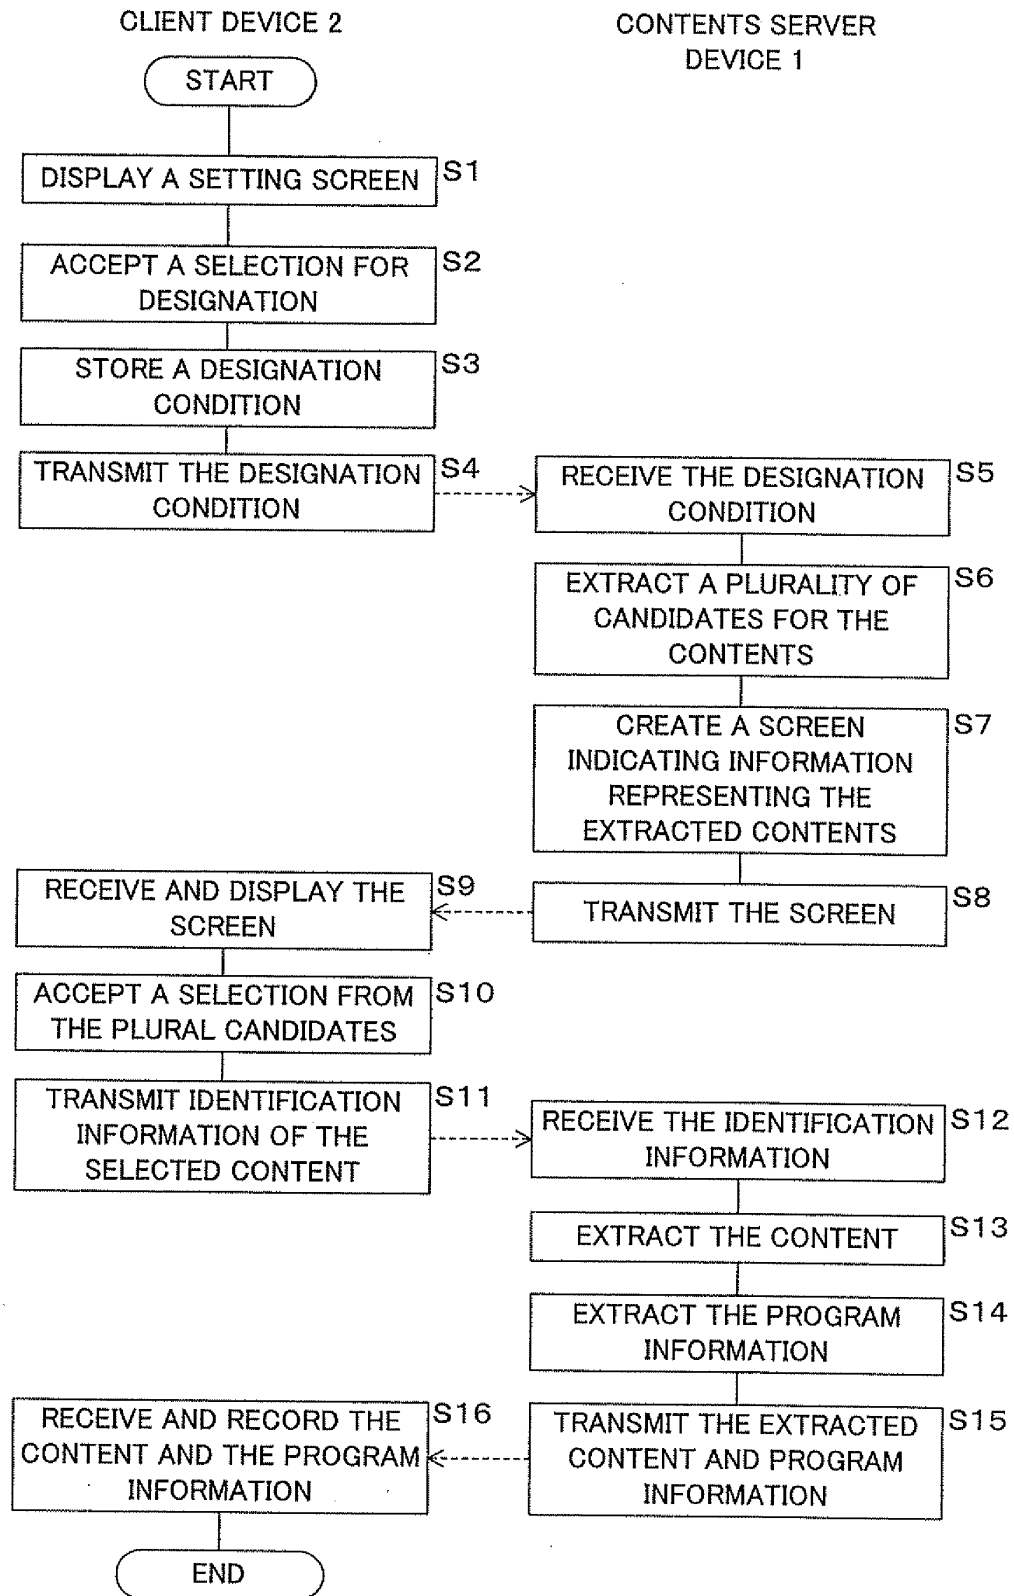 CLIENT DEVICE 2
CONTENTS SERVER
DEVICE 1
START
DISPLAY A SETTING SCREEN
S1
ACCEPT A SELECTION FOR
DESIGNATION
S2
STORE A DESIGNATION
CONDITION
S3
TRANSMIT THE DESIGNATION
CONDITION
S4
RECEIVE THE DESIGNATION
CONDITION
S5
EXTRACT A PLURALITY OF
CANDIDATES FOR THE
CONTENTS
S6
CREATE A SCREEN
INDICATING INFORMATION
REPRESENTING THE
EXTRACTED CONTENTS
S7
TRANSMIT THE SCREEN
S8
RECEIVE AND DISPLAY THE
SCREEN
S9
ACCEPT A SELECTION FROM
THE PLURAL CANDIDATES
S10
TRANSMIT IDENTIFICATION
INFORMATION OF THE
SELECTED CONTENT
S11
RECEIVE THE IDENTIFICATION
INFORMATION
S12
EXTRACT THE CONTENT
S13
EXTRACT THE PROGRAM
INFORMATION
S14
TRANSMIT THE EXTRACTED
CONTENT AND PROGRAM
INFORMATION
S15
RECEIVE AND RECORD THE
CONTENT AND THE PROGRAM
INFORMATION
S16
END